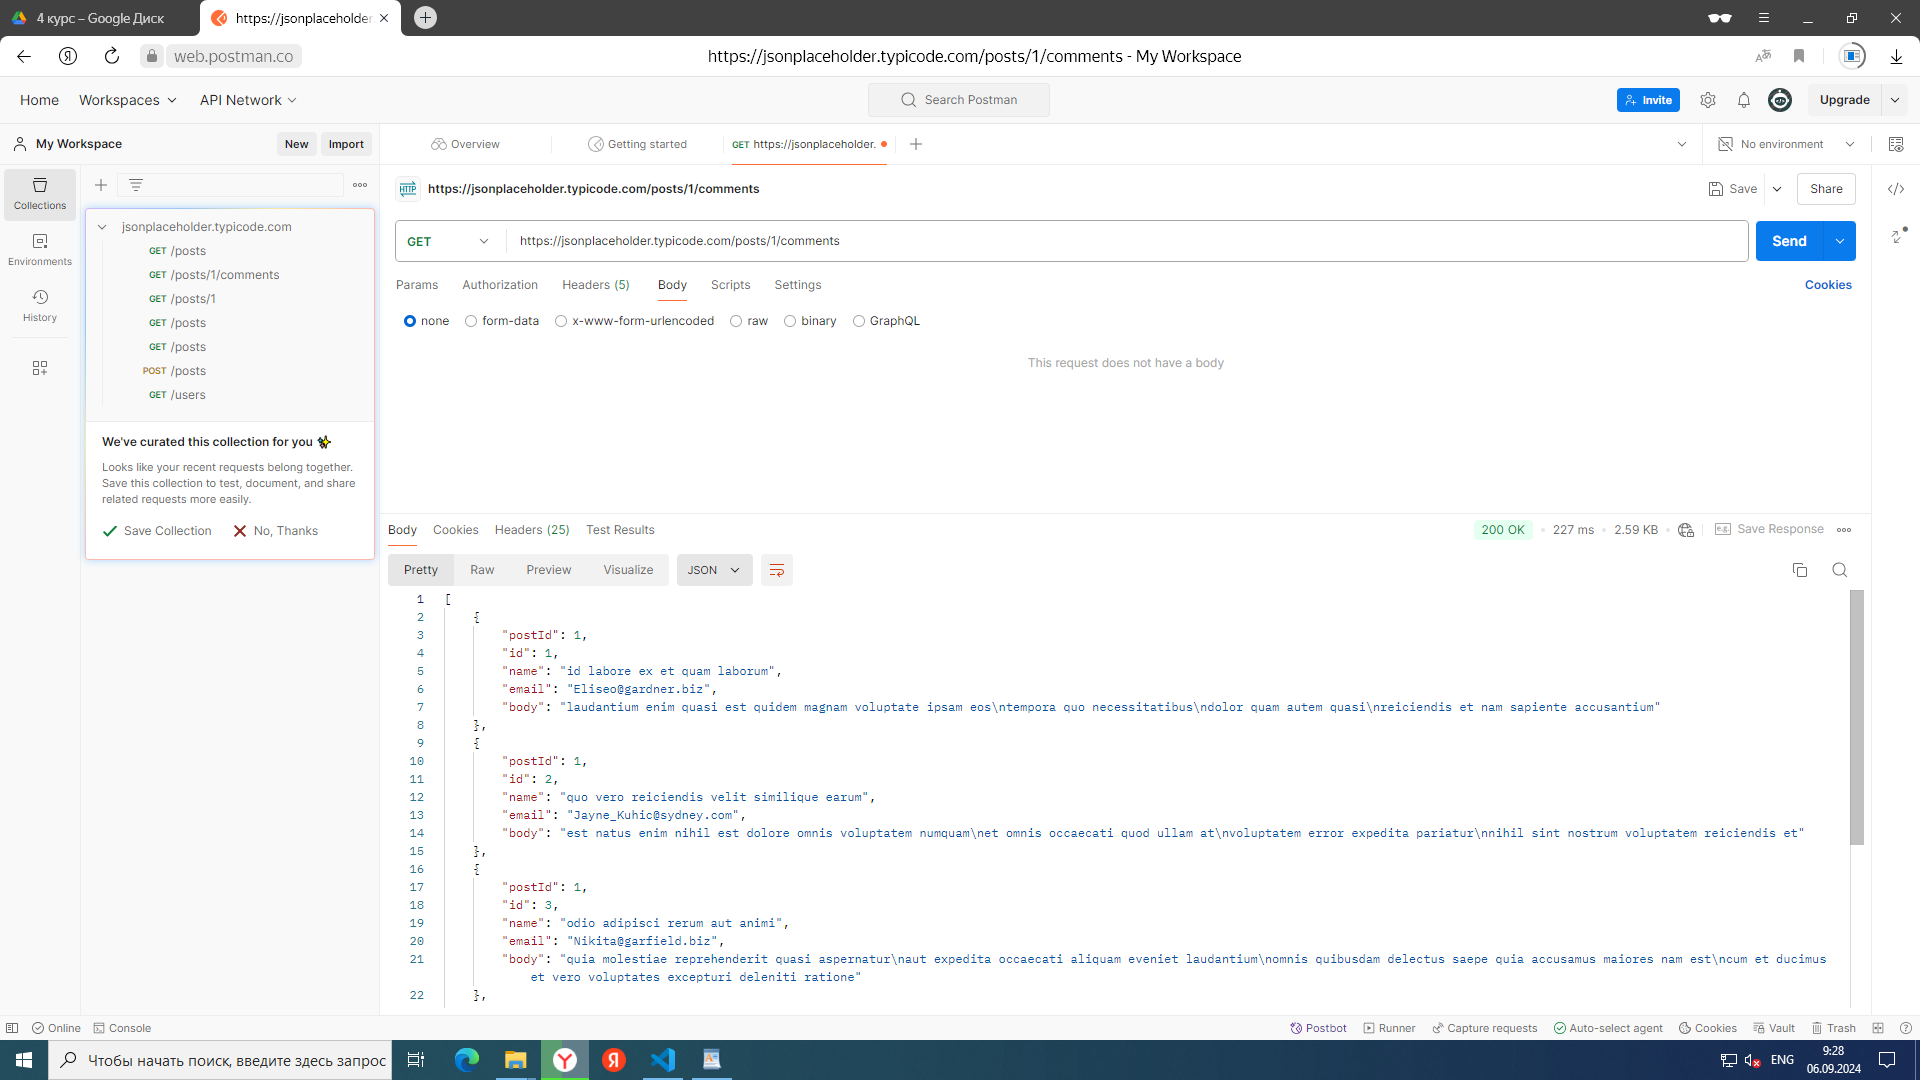 4 курс – Google Диск
https://jsonplaceholder
web.postman.co
https://jsonplaceholder.typicode.com/posts/1/comments - My Workspace
Home
Workspaces
API Network
Search Postman
Invite
Upgrade
My Workspace
New
Import
Overview
Getting started
GET https://jsonplaceholder.
No environment
Collections
Environments
History
jsonplaceholder.typicode.com
GET /posts
GET /posts/1/comments
GET /posts/1
GET /posts
GET /posts
POST /posts
GET /users
We've curated this collection for you
Looks like your recent requests belong together.
Save this collection to test, document, and share
related requests more easily.
Save Collection
No, Thanks
HTTP https://jsonplaceholder.typicode.com/posts/1/comments
Save
Share
GET
https://jsonplaceholder.typicode.com/posts/1/comments
Send
Params
Authorization
Headers (5)
Body
Scripts
Settings
Cookies
none
form-data
x-www-form-urlencoded
raw
binary
GraphQL
This request does not have a body
Body
Cookies
Headers (25)
Test Results
200 OK
227 ms
2.59 KB
e.g. Save Response
Pretty
Raw
Preview
Visualize
JSON
1 [
2 {
3 "postId": 1,
4 "id": 1,
5 "name": "id labore ex et quam laborum",
6 "email": "Eliseo@gardner.biz",
7 "body": "laudantium enim quasi est quidem magnam voluptate ipsam eos\ntempora quo necessitatibus\ndolor quam autem quasi\nreiciendis et nam sapiente accusantium"
8 },
9 {
10 "postId": 1,
11 "id": 2,
12 "name": "quo vero reiciendis velit similique earum",
13 "email": "Jayne_Kuhic@sydney.com",
14 "body": "est natus enim nihil est dolore omnis voluptatem numquam\net omnis occaecati quod ullam at\nvoluptatem error expedita pariatur\nnihil sint nostrum voluptatem reiciendis et"
15 },
16 {
17 "postId": 1,
18 "id": 3,
19 "name": "odio adipisci rerum aut animi",
20 "email": "Nikita@garfield.biz",
21 "body": "quia molestiae reprehenderit quasi aspernatur\naut expedita occaecati aliquam eveniet laudantium\nomnis quibusdam delectus saepe quia accusamus maiores nam est\ncum et ducimus
et vero voluptates excepturi deleniti ratione"
22 },
Online
Console
Postbot
Runner
Capture requests
Auto-select agent
Cookies
Vault
Trash
Чтобы начать поиск, введите здесь запрос
ENG
9:28
06.09.2024